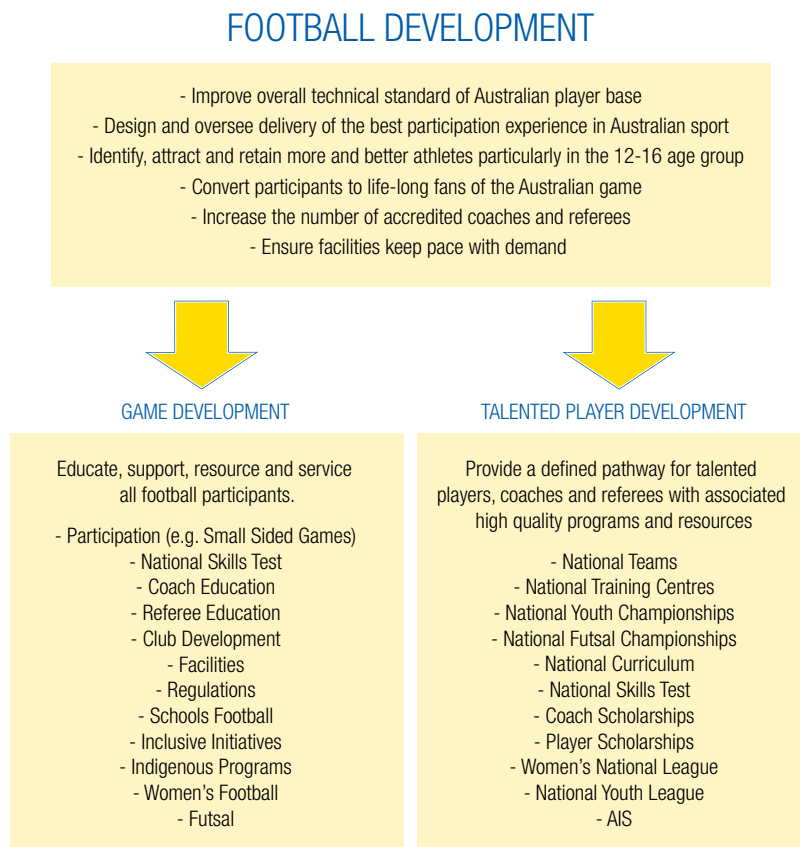 FOOTBALL DEVELOPMENT
- Improve overall technical standard of Australian player base
- Design and oversee delivery of the best participation experience in Australian sport
- Identify, attract and retain more and better athletes particularly in the 12-16 age group
- Convert participants to life-long fans of the Australian game
- Increase the number of accredited coaches and referees
- Ensure facilities keep pace with demand
GAME DEVELOPMENT
Educate, support, resource and service
all football participants.
- Participation (e.g. Small Sided Games)
- National Skills Test
- Coach Education
- Referee Education
- Club Development
- Facilities
- Regulations
- Schools Football
- Inclusive Initiatives
- Indigenous Programs
- Women’s Football
- Futsal
TALENTED PLAYER DEVELOPMENT
Provide a defined pathway for talented
players, coaches and referees with associated
high quality programs and resources
- National Teams
- National Training Centres
- National Youth Championships
- National Futsal Championships
- National Curriculum
- National Skills Test
- Coach Scholarships
- Player Scholarships
- Women’s National League
- National Youth League
- AIS